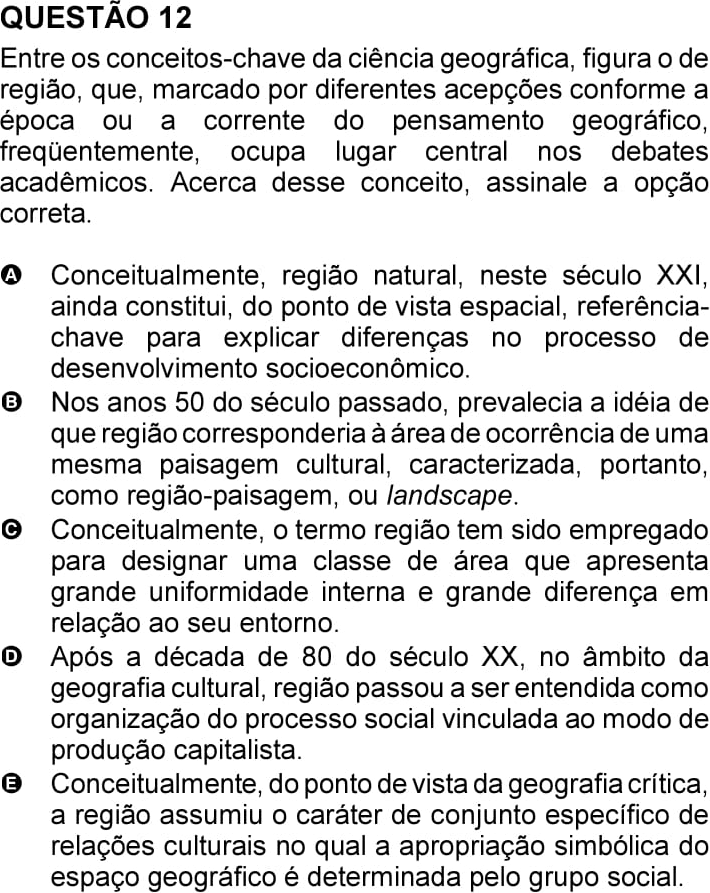 QUESTÃO 12
Entre os conceitos-chave da ciência geográfica, figura o de
região, que, marcado por diferentes acepções conforme a
época ou a corrente do pensamento geográfico,
freqüentemente, ocupa lugar central nos debates
acadêmicos. Acerca desse conceito, assinale a opção
correta.
A Conceitualmente, região natural, neste século XXI,
ainda constitui, do ponto de vista espacial, referência-
chave para explicar diferenças no processo de
desenvolvimento socioeconômico.
B Nos anos 50 do século passado, prevalecia a idéia de
que região corresponderia à área de ocorrência de uma
mesma paisagem cultural, caracterizada, portanto,
como região-paisagem, ou landscape.
C Conceitualmente, o termo região tem sido empregado
para designar uma classe de área que apresenta
grande uniformidade interna e grande diferença em
relação ao seu entorno.
D Após a década de 80 do século XX, no âmbito da
geografia cultural, região passou a ser entendida como
organização do processo social vinculada ao modo de
produção capitalista.
E Conceitualmente, do ponto de vista da geografia crítica,
a região assumiu o caráter de conjunto específico de
relações culturais no qual a apropriação simbólica do
espaço geográfico é determinada pelo grupo social.